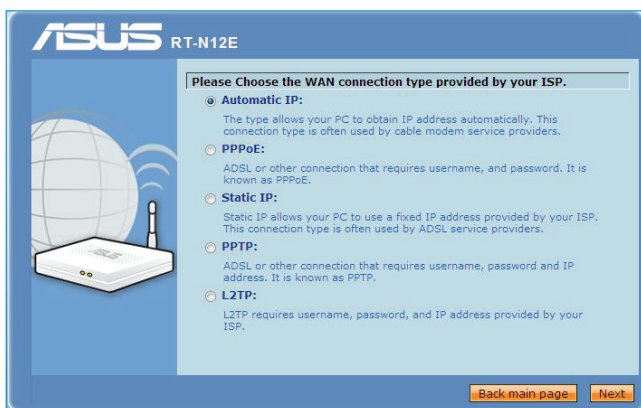 ASUS RT-N12E
Please Choose the WAN connection type provided by your ISP.
Automatic IP:
The type allows your PC to obtain IP address automatically. This
connection type is often used by cable modem service providers.
PPPoE:
ADSL or other connection that requires username, and password. It is
known as PPPoE.
Static IP:
Static IP allows your PC to use a fixed IP address provided by your ISP.
This connection type is often used by ADSL service providers.
PPTP:
ADSL or other connection that requires username, password and IP
address. It is known as PPTP.
L2TP:
L2TP requires username, password, and IP address provided by your
ISP.
ASUS
Back main page Next